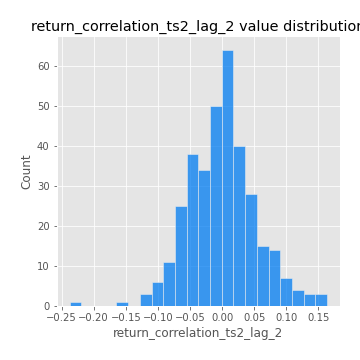 return_correlation_ts2_lag_2 value distribution
60
50
40
30
20
10
0
Count
−0.25 −0.20 −0.15 −0.10 −0.05 0.00 0.05 0.10 0.15
return_correlation_ts2_lag_2